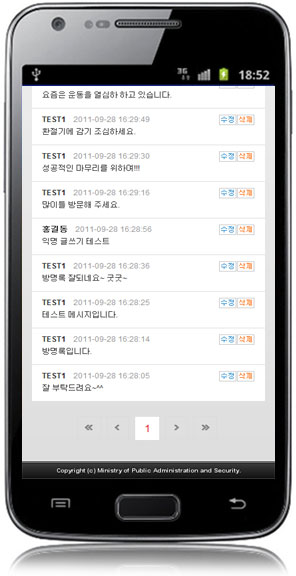 3G 18:52
요즘은 운동를 열심하 하고 있습니다.
TEST1 2011-09-28 16:29:49 수정 삭제
환절기에 감기 조심하세요.
TEST1 2011-09-28 16:29:30 수정 삭제
성공적인 마무리를 위하여!!!
TEST1 2011-09-28 16:29:16 수정 삭제
많이들 방문해 주세요.
홍길동 2011-09-28 16:28:56 수정 삭제
익명 글쓰기 테스트
TEST1 2011-09-28 16:28:36 수정 삭제
방명록 잘되네요~ 굿굿~
TEST1 2011-09-28 16:28:25 수정 삭제
테스트 메시지입니다.
TEST1 2011-09-28 16:28:14 수정 삭제
방명록입니다.
TEST1 2011-09-28 16:28:05 수정 삭제
잘 부탁드려요~^^
« ‹ 1 › »
Copyright (c) Ministry of Public Administration and Security.